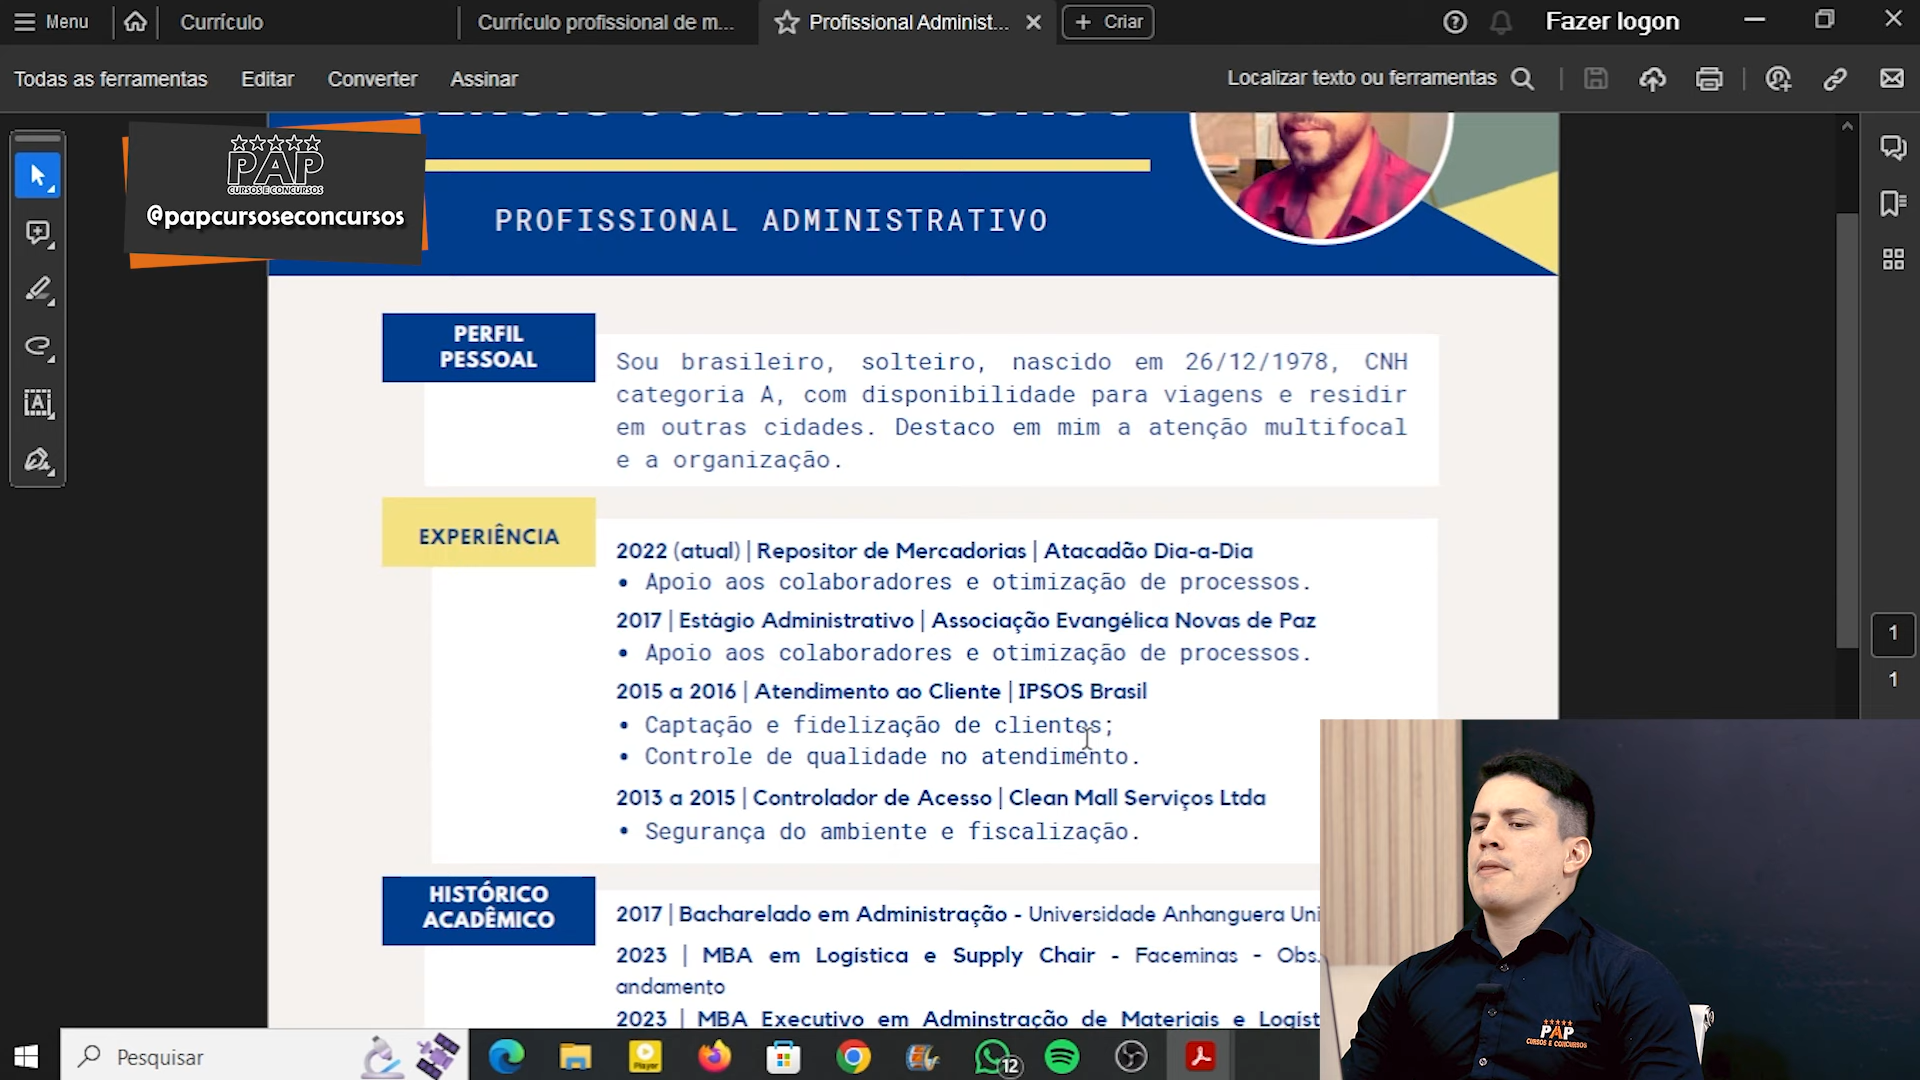 Menu
Currículo
Currículo profissional de m...
Profissional Administ...
Criar
Fazer logon
Todas as ferramentas
Editar
Converter
Assinar
Localizar texto ou ferramentas
PAP
CURSOS E CONCURSOS
@papcursoseconcursos
PROFISSIONAL ADMINISTRATIVO
PERFIL
PESSOAL
Sou brasileiro, solteiro, nascido em 26/12/1978, CNH
categoria A, com disponibilidade para viagens e residir
em outras cidades. Destaco em mim a atenção multifocal
e a organização.
EXPERIÊNCIA
2022 (atual) | Repositor de Mercadorias | Atacadão Dia-a-Dia
• Apoio aos colaboradores e otimização de processos.
2017 | Estágio Administrativo | Associação Evangélica Novas de Paz
• Apoio aos colaboradores e otimização de processos.
2015 a 2016 | Atendimento ao Cliente | IPSOS Brasil
• Captação e fidelização de clientes;
• Controle de qualidade no atendimento.
2013 a 2015 | Controlador de Acesso | Clean Mall Serviços Ltda
• Segurança do ambiente e fiscalização.
HISTÓRICO
ACADÊMICO
2017 | Bacharelado em Administração - Universidade Anhanguera Uni
2023 | MBA em Logística e Supply Chair - Faceminas - Obs.
andamento
2023 | MBA Executivo em Adminstração de Materiais e Logíst
1
1
PAP
CURSOS E CONCURSOS
Pesquisar
Player
12